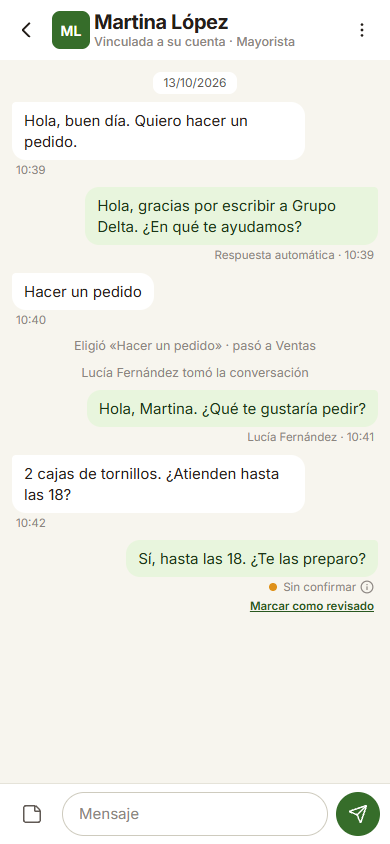 ML
Martina López
Vinculada a su cuenta · Mayorista
13/10/2026
Hola, buen día. Quiero hacer un
pedido.
10:39
Hola, gracias por escribir a Grupo
Delta. ¿En qué te ayudamos?
Respuesta automática · 10:39
Hacer un pedido
10:40
Eligió «Hacer un pedido» · pasó a Ventas
Lucía Fernández tomó la conversación
Hola, Martina. ¿Qué te gustaría pedir?
Lucía Fernández · 10:41
2 cajas de tornillos. ¿Atienden hasta
las 18?
10:42
Sí, hasta las 18. ¿Te las preparo?
Sin confirmar
Marcar como revisado
Mensaje